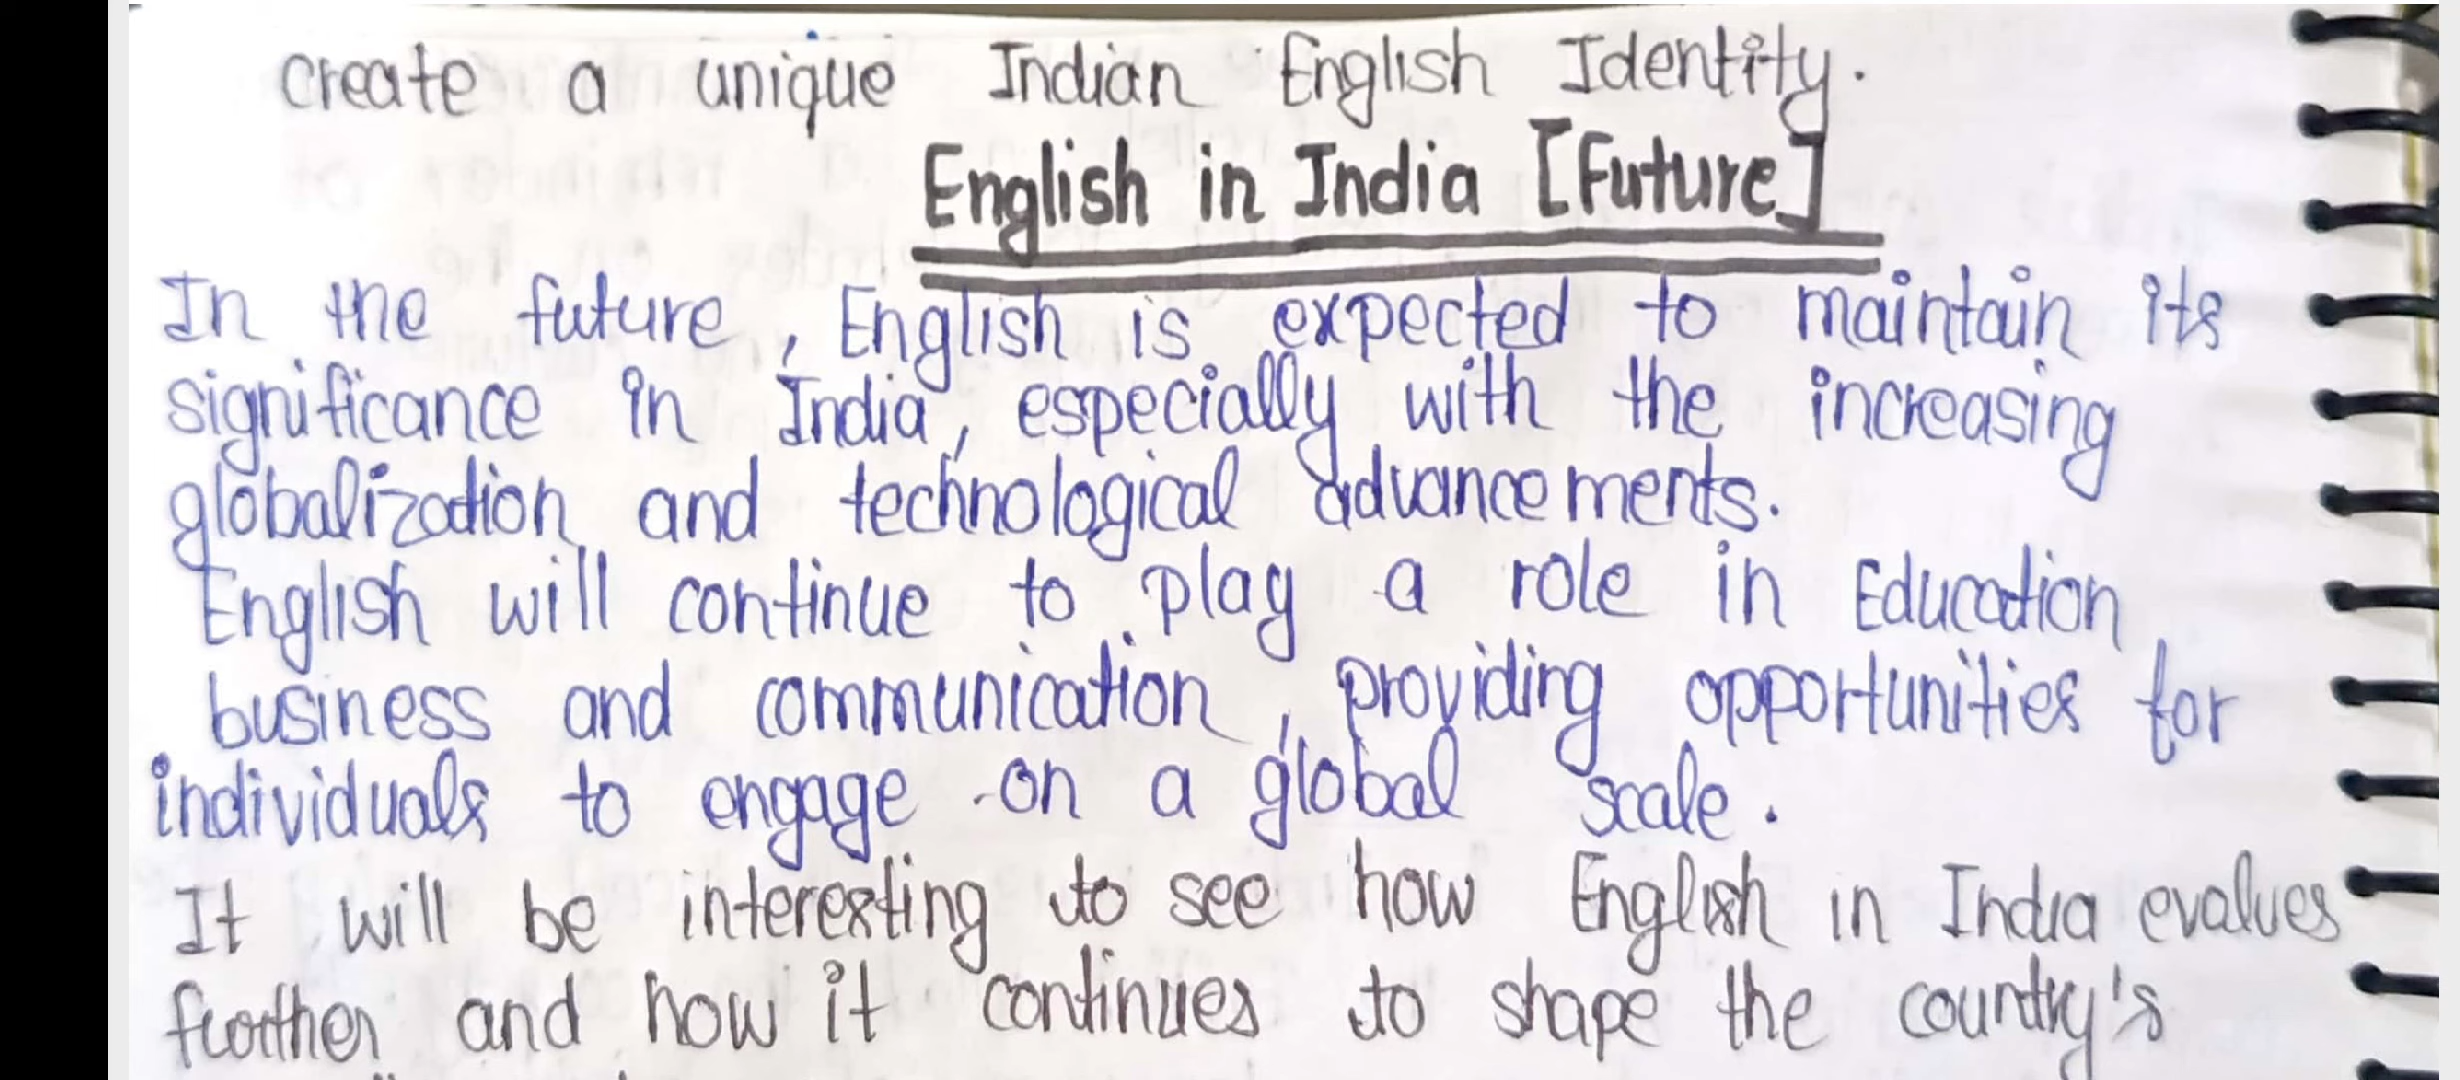 create a unique Indian English Identity.
English in India [Future]
In the future, English is expected to maintain its
significance in India, especially with the increasing
globalization and technological advancements.
English will continue to play a role in Education
business and communication, providing opportunities for
individuals to engage on a global scale.
It will be interesting to see how English in India evalues
further and how it continues to shape the country's